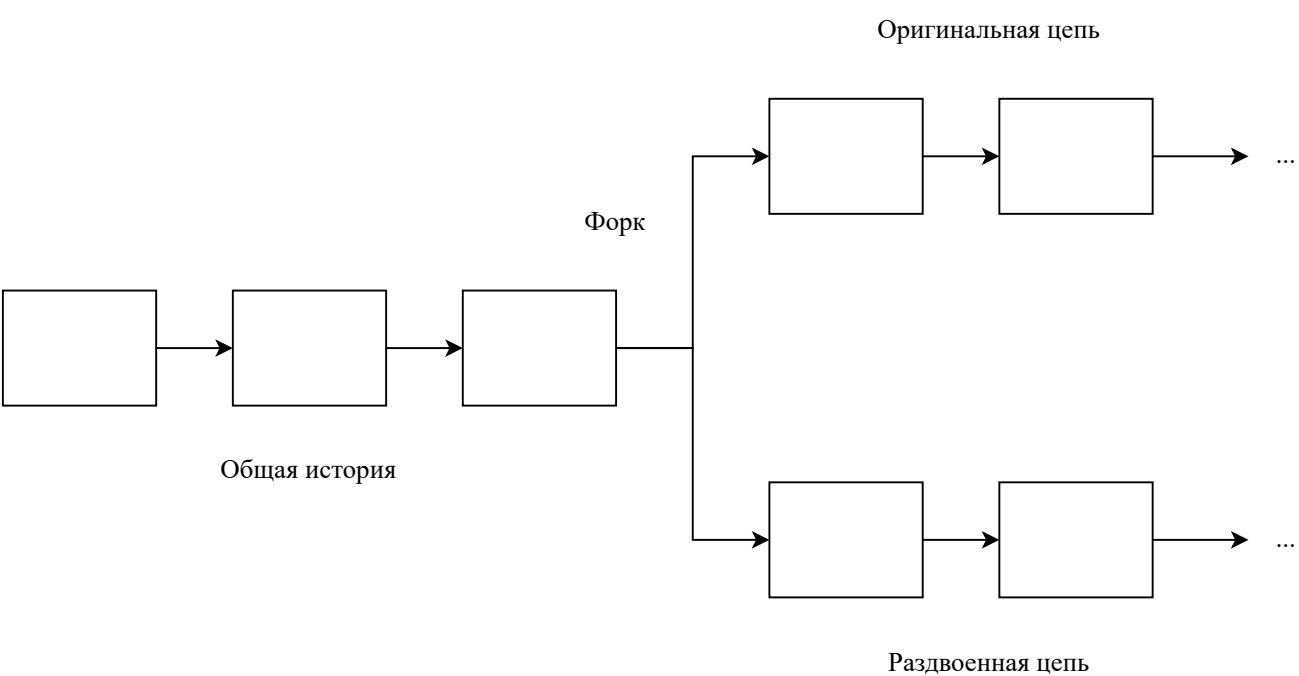 Оригинальная цепь
...
Форк
Общая история
...
Раздвоенная цепь